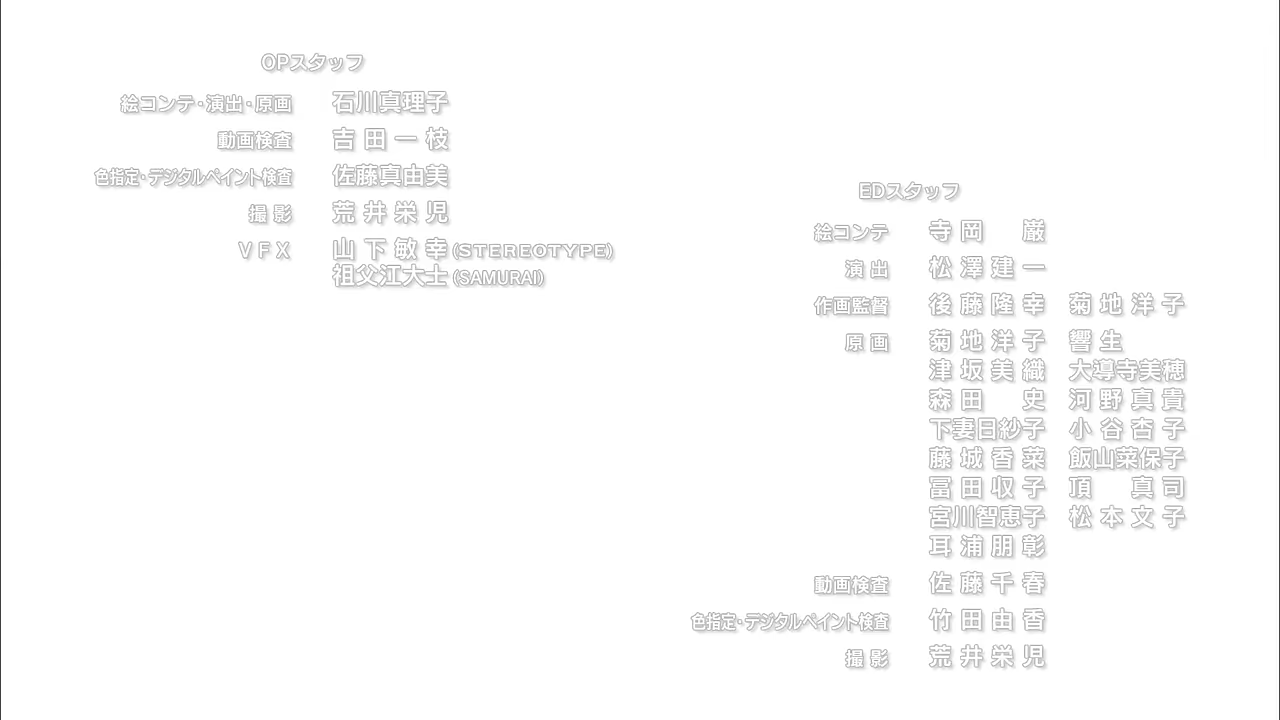 OPスタッフ
絵コンテ・演出・原画 石川真理子
動画検査 吉田一枝
色指定・デジタルペイント検査 佐藤真由美
撮影 荒井栄児
VFX 山下敏幸(STEREOTYPE)
祖父江大士(SAMURAI)
EDスタッフ
絵コンテ 寺岡 巌
演出 松澤建一
作画監督 後藤隆幸 菊地洋子
原画 菊地洋子 響生
津坂美織 大導寺美穂
森田 史 河野真貴
下妻日紗子 小谷杏子
藤城香菜 飯山菜保子
冨田収子 頂 真司
宮川智恵子 松本文子
耳浦朋彰
動画検査 佐藤千春
色指定・デジタルペイント検査 竹田由香
撮影 荒井栄児